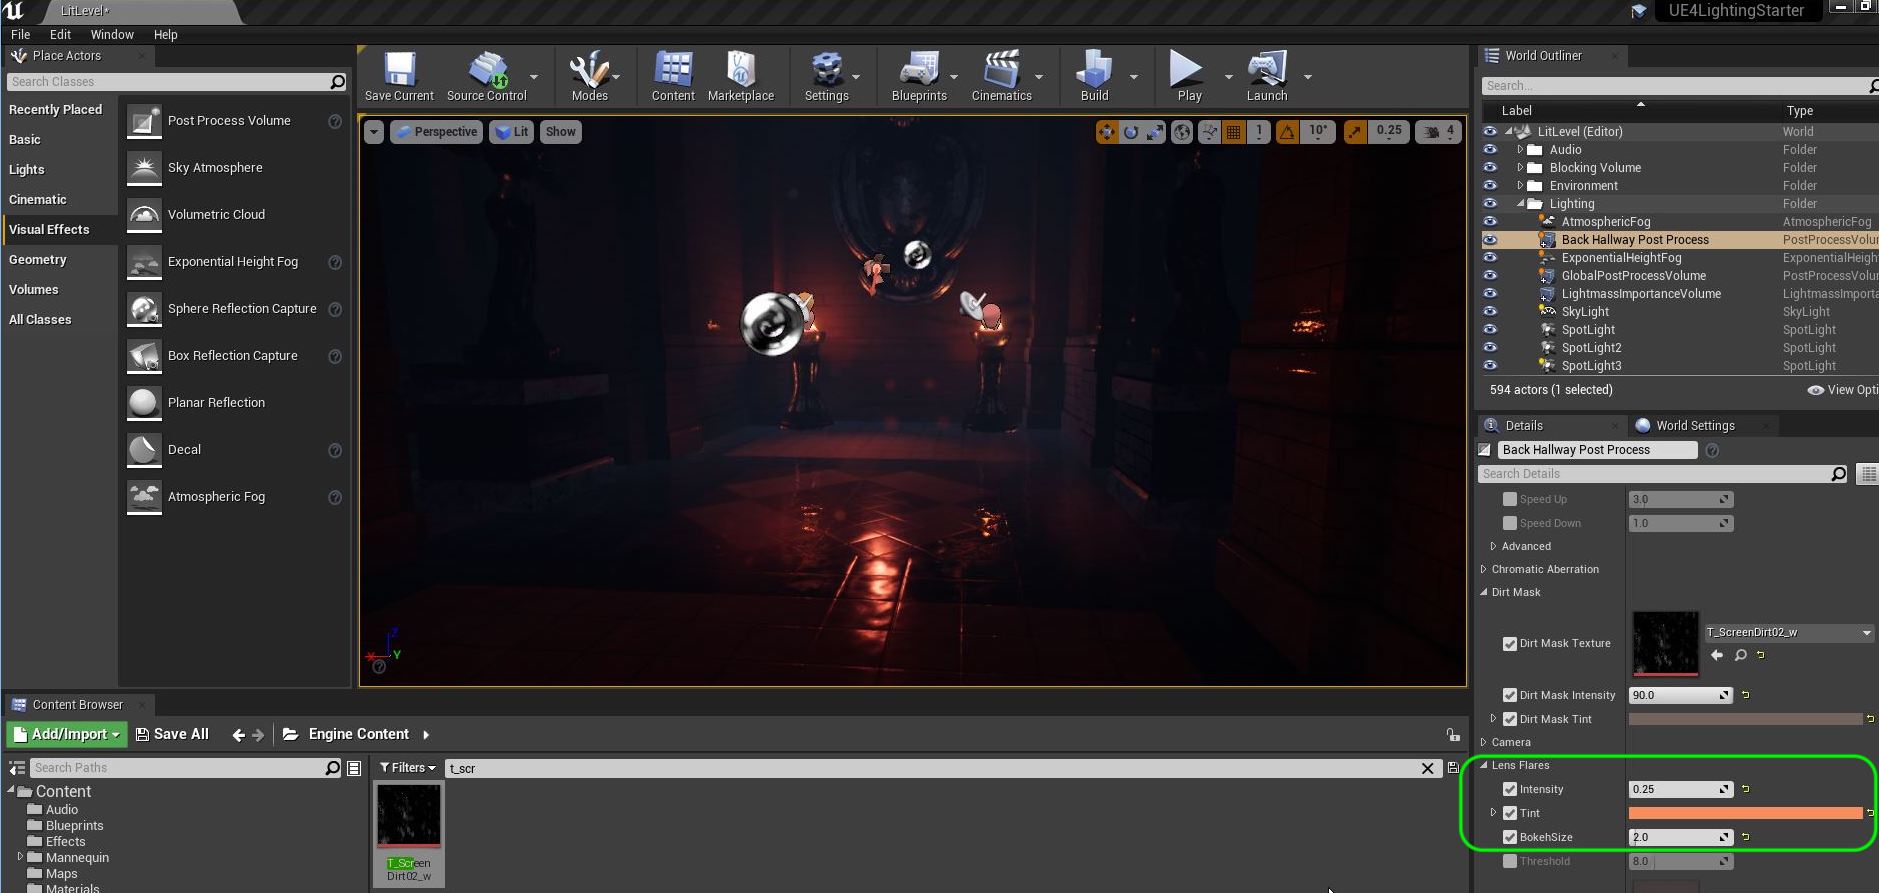 LitLevel•
UE4LightingStarter
File Edit Window Help
Place Actors
Search Classes
Recently Placed
Basic
Lights
Cinematic
Visual Effects
Geometry
Volumes
All Classes
Post Process Volume
Sky Atmosphere
Volumetric Cloud
Exponential Height Fog
Sphere Reflection Capture
Box Reflection Capture
Planar Reflection
Decal
Atmospheric Fog
Save Current Source Control Modes Content Marketplace Settings Blueprints Cinematics Build Play Launch
Perspective Lit Show
1 10° 0.25 4
Z
X Y
World Outliner
Search...
Label Type
LitLevel (Editor) World
Audio Folder
Blocking Volume Folder
Environment Folder
Lighting Folder
AtmosphericFog AtmosphericFog
Back Hallway Post Process PostProcessVolur
ExponentialHeightFog ExponentialHeigh
GlobalPostProcessVolume PostProcessVolur
LightmassImportanceVolume LightmassImporta
SkyLight SkyLight
SpotLight SpotLight
SpotLight2 SpotLight
SpotLight3 SpotLight
594 actors (1 selected) View Opti
Details World Settings
Back Hallway Post Process
Search Details
Speed Up 3.0
Speed Down 1.0
Advanced
Chromatic Aberration
Dirt Mask
Dirt Mask Texture T_ScreenDirt02_w
Dirt Mask Intensity 90.0
Dirt Mask Tint
Camera
Lens Flares
Intensity 0.25
Tint
BokehSize 2.0
Threshold 8.0
Content Browser
Add/Import Save All Engine Content
Search Paths
Filters t_scr
Content
Audio
Blueprints
Effects
Mannequin
Maps
Materials
T_Screen
Dirt02_w